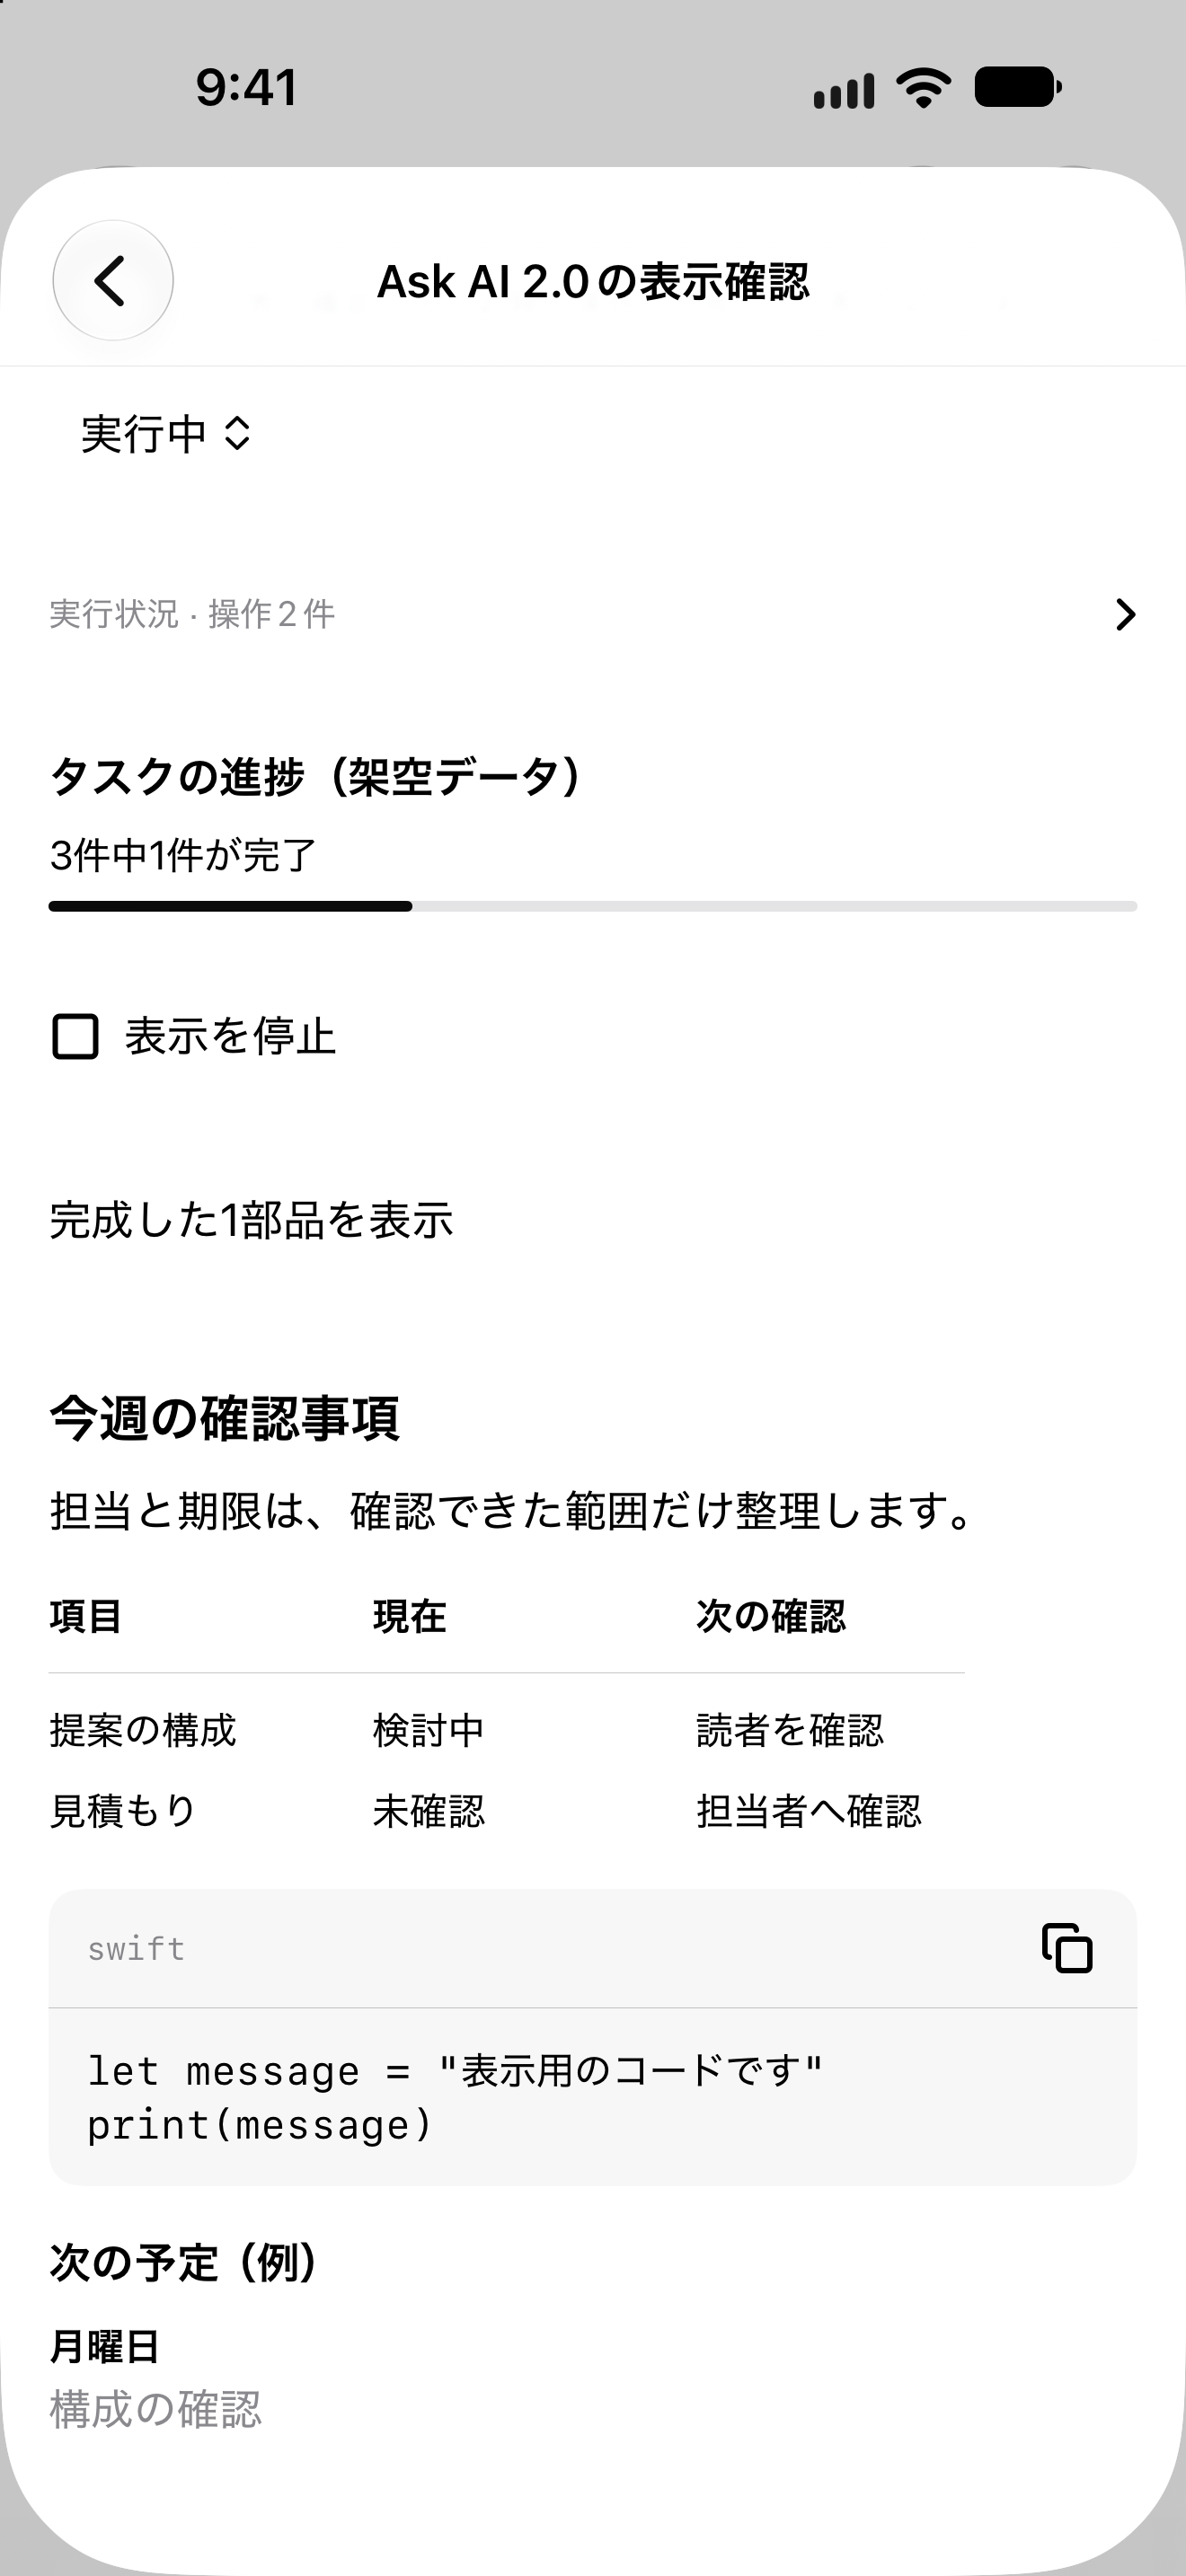 9:41
Ask AI 2.0の表示確認
実行中
実行状況 · 操作2件
タスクの進捗（架空データ）
3件中1件が完了
表示を停止
完成した1部品を表示
今週の確認事項
担当と期限は、確認できた範囲だけ整理します。
項目 現在 次の確認
提案の構成 検討中 読者を確認
見積もり 未確認 担当者へ確認
swift
let message = "表示用のコードです"
print(message)
次の予定（例）
月曜日
構成の確認